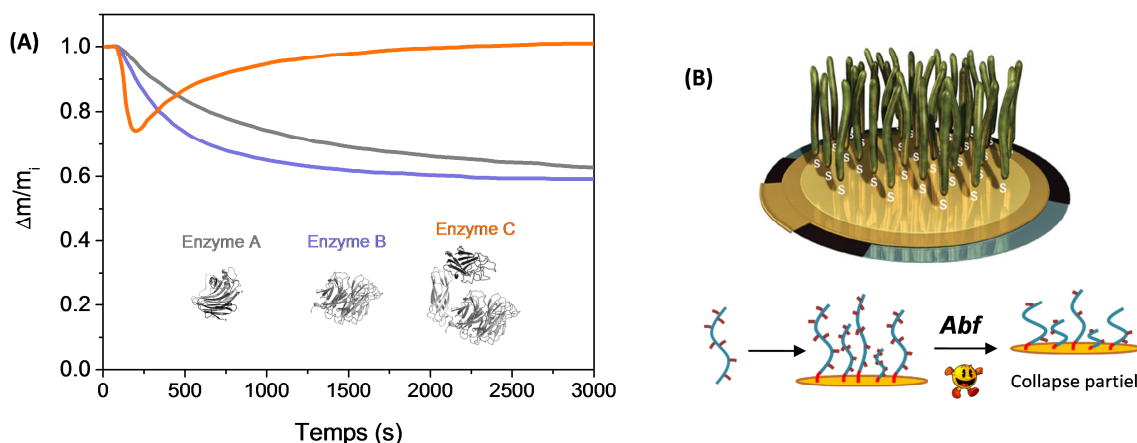 (A)
1.0
0.8
0.6
0.4
0.2
0.0
Δm/mi
Enzyme A
Enzyme B
Enzyme C
0 500 1000 1500 2000 2500 3000
Temps (s)
(B)
S S S S S S S S S S S S S S S S S S
Abf
Collapse partiel